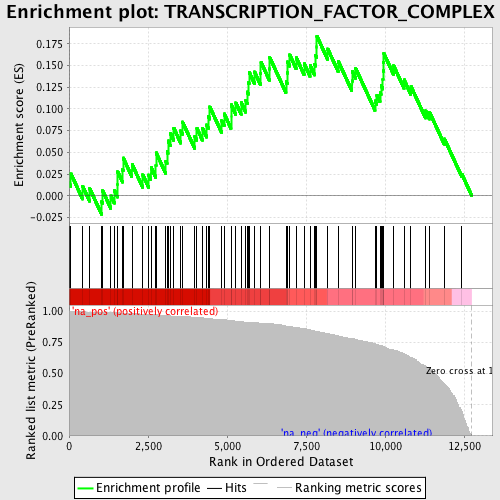 Enrichment plot: TRANSCRIPTION_FACTOR_COMPLEX
Enrichment score (ES)
0.175
0.150
0.125
0.100
0.075
0.050
0.025
0.000
-0.025
'na_pos' (positively correlated)
Ranked list metric (PreRanked)
1.00
0.75
0.50
0.25
0.00
Zero cross at 1
'na_neg' (negatively correlated)
0
2,500
5,000
7,500
10,000
12,500
Rank in Ordered Dataset
Enrichment profile
Hits
Ranking metric scores